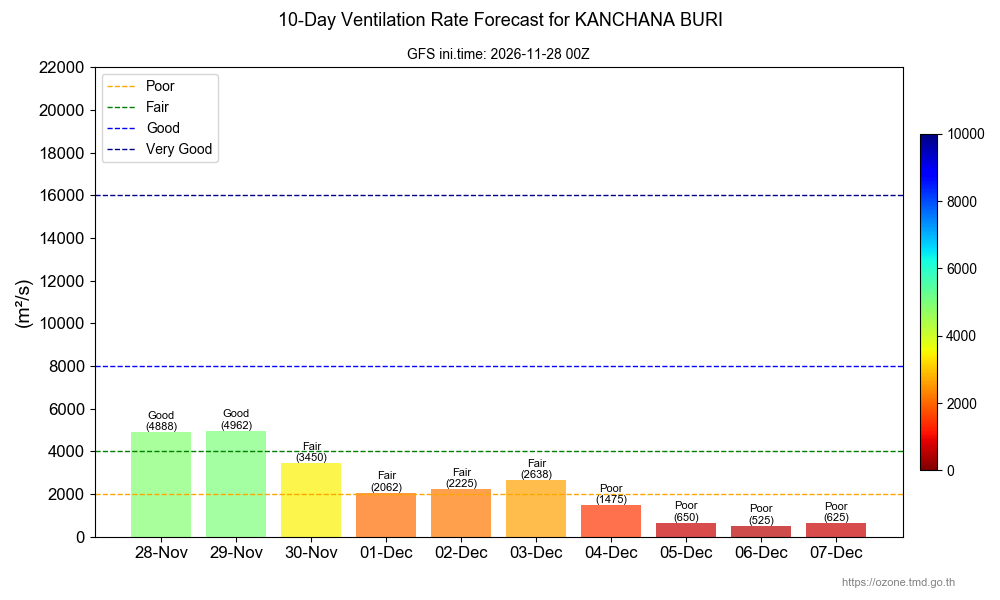 10-Day Ventilation Rate Forecast for KANCHANA BURI
GFS ini.time: 2026-11-28 00Z
22000
20000
18000
16000
14000
12000
10000
8000
6000
4000
2000
0
(m²/s)
Poor
Fair
Good
Very Good
Good
(4888)
Good
(4962)
Fair
(3450)
Fair
(2062)
Fair
(2225)
Fair
(2638)
Poor
(1475)
Poor
(650)
Poor
(525)
Poor
(625)
28-Nov
29-Nov
30-Nov
01-Dec
02-Dec
03-Dec
04-Dec
05-Dec
06-Dec
07-Dec
10000
8000
6000
4000
2000
0
https://ozone.tmd.go.th